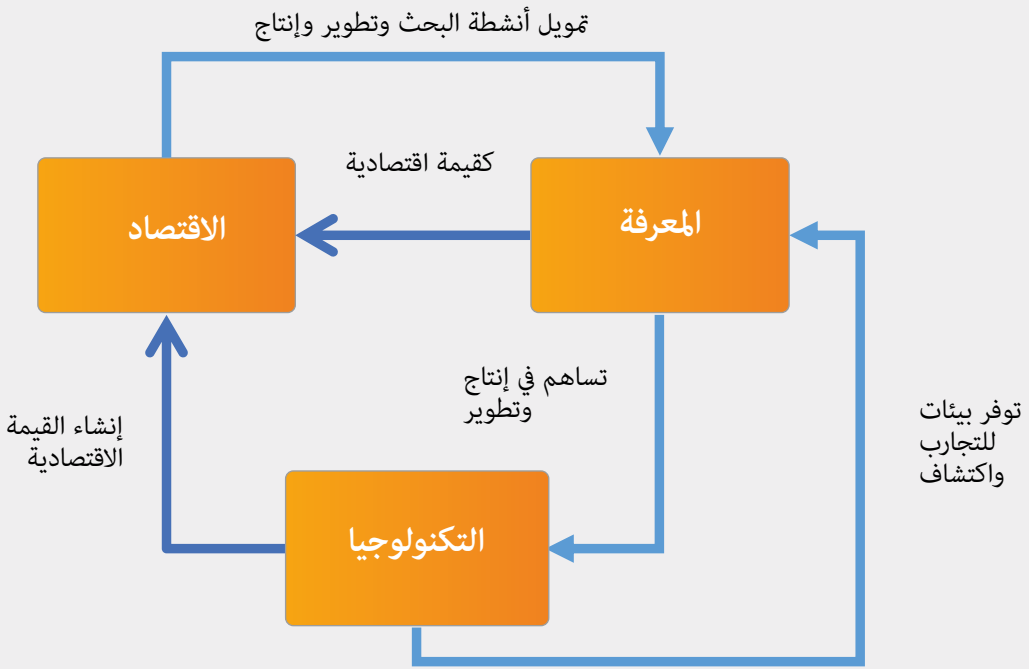 تمويل أنشطة البحث وتطوير وإنتاج
كقيمة اقتصادية
المعرفة
الاقتصاد
تساهم في إنتاج
وتطوير
توفر بيئات
للتجارب
واكتشاف
إنشاء القيمة
الاقتصادية
التكنولوجيا